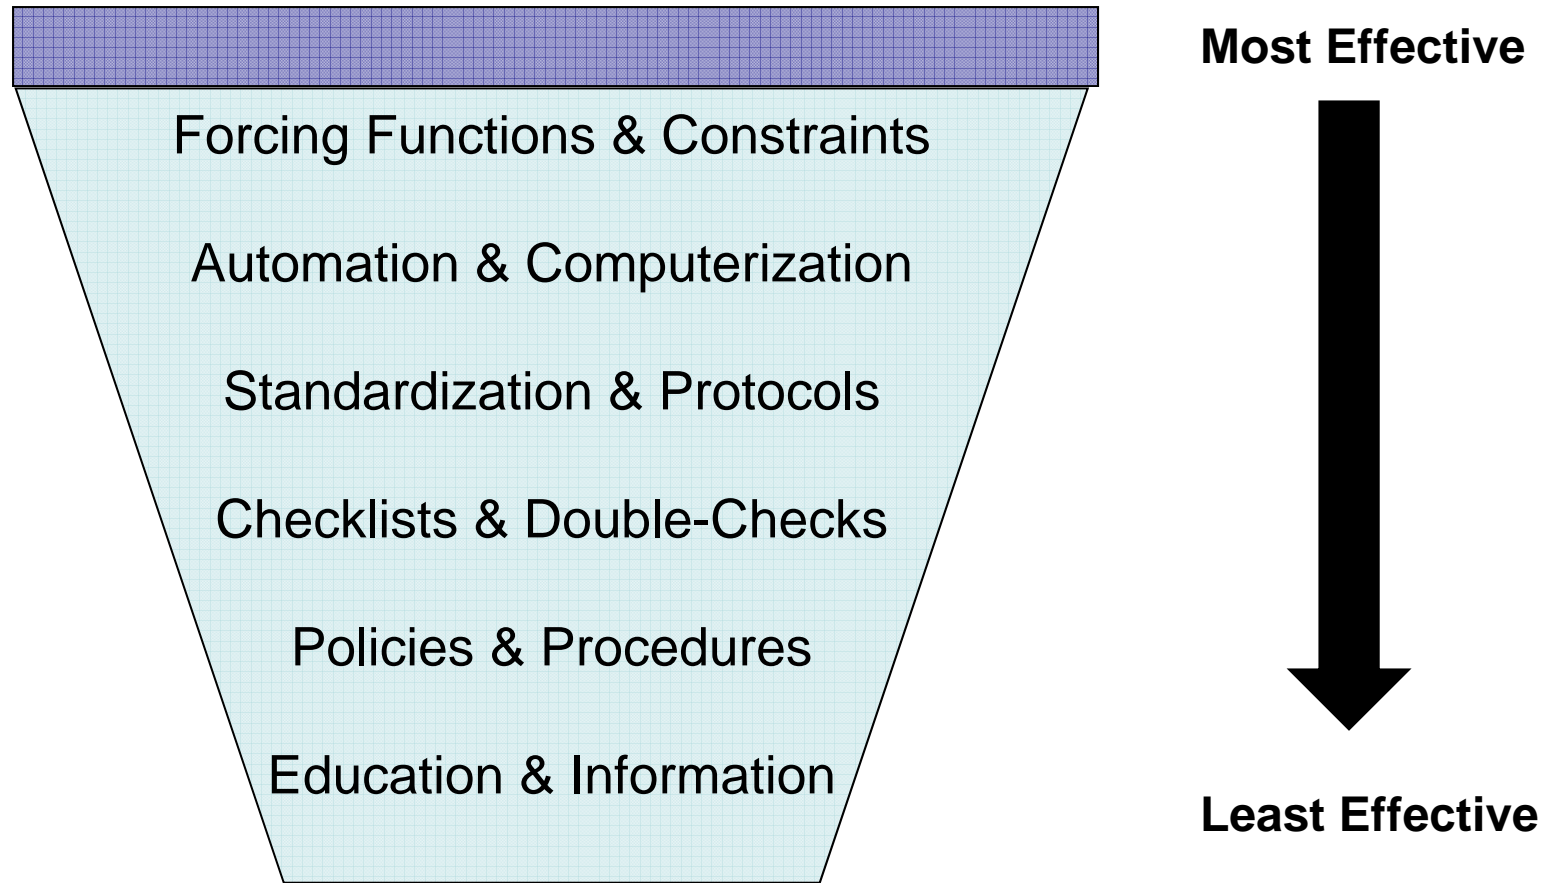 Most Effective
Forcing Functions & Constraints
Automation & Computerization
Standardization & Protocols
Checklists & Double-Checks
Policies & Procedures
Education & Information
Least Effective